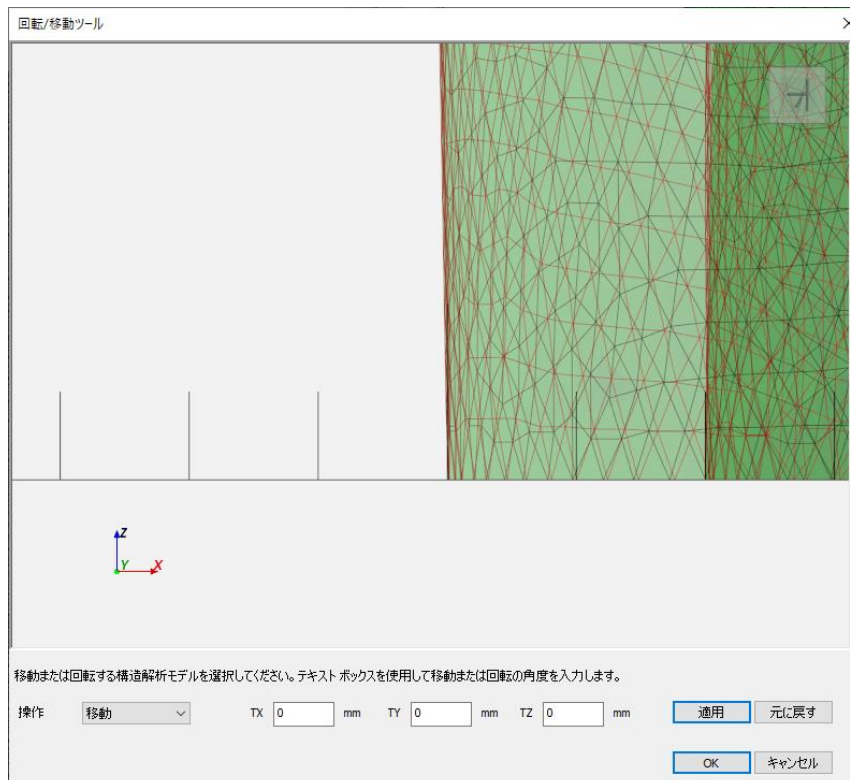 回転/移動ツール
Z
Y X
移動または回転する構造解析モデルを選択してください。テキスト ボックスを使用して移動または回転の角度を入力します。
操作 移動 TX 0 mm TY 0 mm TZ 0 mm 適用 元に戻す
OK キャンセル